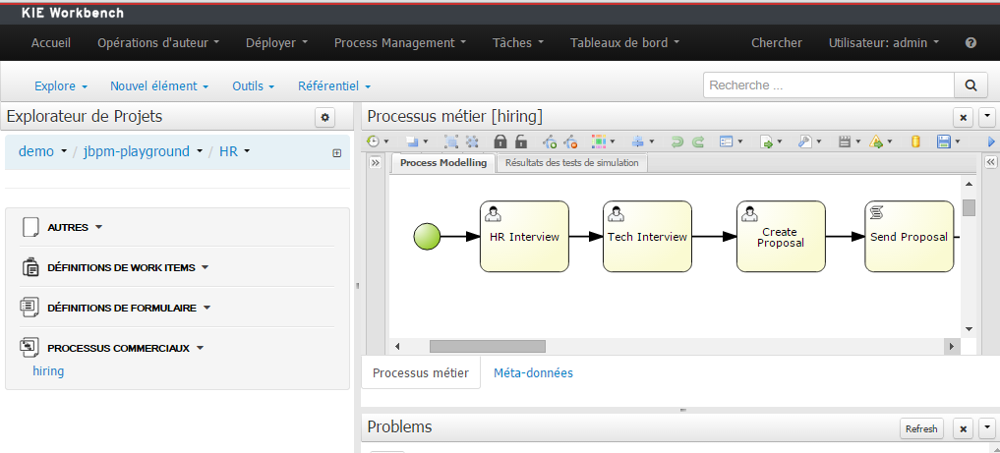 KIE Workbench
Accueil Opérations d'auteur Déployer Process Management Tâches Tableaux de bord Chercher Utilisateur: admin ?
Explore Nouvel élément Outils Référentiel Recherche ...
Explorateur de Projets
demo / jbpm-playground / HR
AUTRES
DÉFINITIONS DE WORK ITEMS
DÉFINITIONS DE FORMULAIRE
PROCESSUS COMMERCIAUX
hiring
Processus métier [hiring]
Process Modelling Résultats des tests de simulation
HR Interview
Tech Interview
Create
Proposal
Send Proposal
Processus métier Méta-données
Problems
Refresh